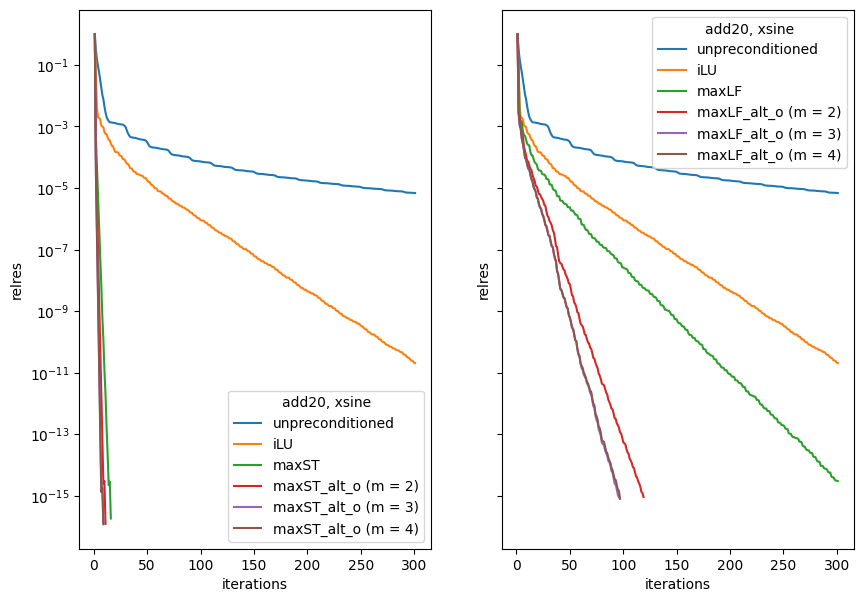 relres
10^{-1}
10^{-3}
10^{-5}
10^{-7}
10^{-9}
10^{-11}
10^{-13}
10^{-15}
add20, xsine
unpreconditioned
iLU
maxST
maxST_alt_o (m = 2)
maxST_alt_o (m = 3)
maxST_alt_o (m = 4)
0 50 100 150 200 250 300
iterations
relres
add20, xsine
unpreconditioned
iLU
maxLF
maxLF_alt_o (m = 2)
maxLF_alt_o (m = 3)
maxLF_alt_o (m = 4)
0 50 100 150 200 250 300
iterations